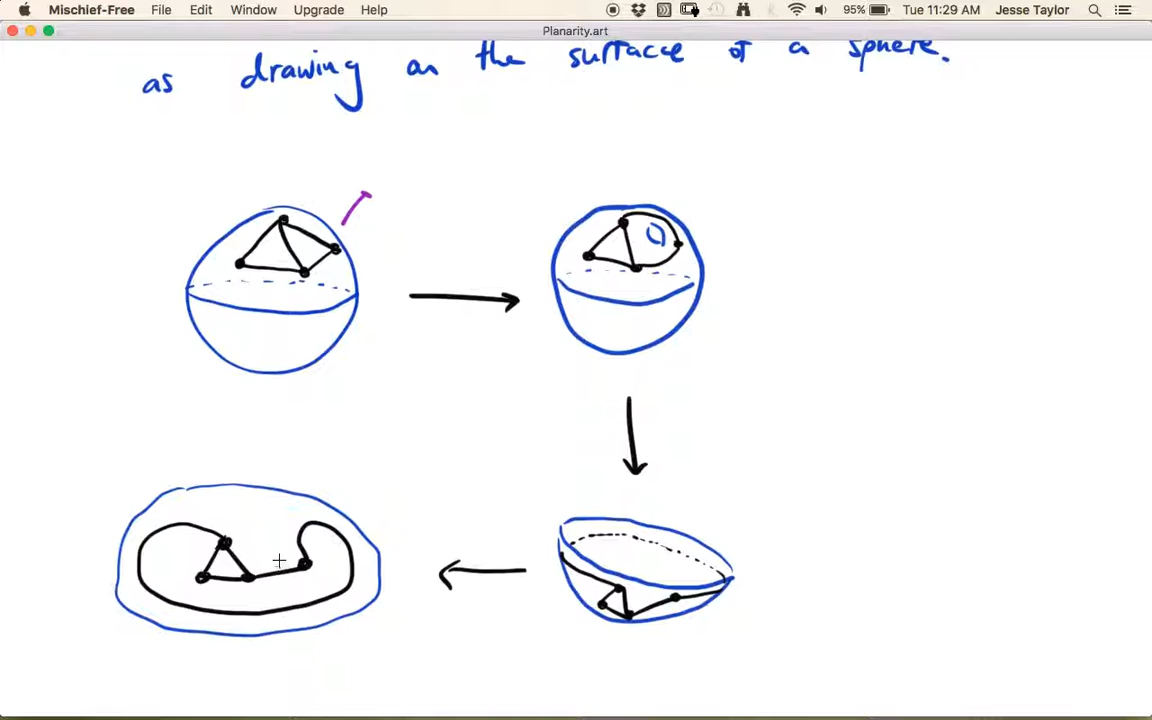 Mischief-Free File Edit Window Upgrade Help 95% Tue 11:29 AM Jesse Taylor
Planarity.art
as drawing on the surface of a sphere.